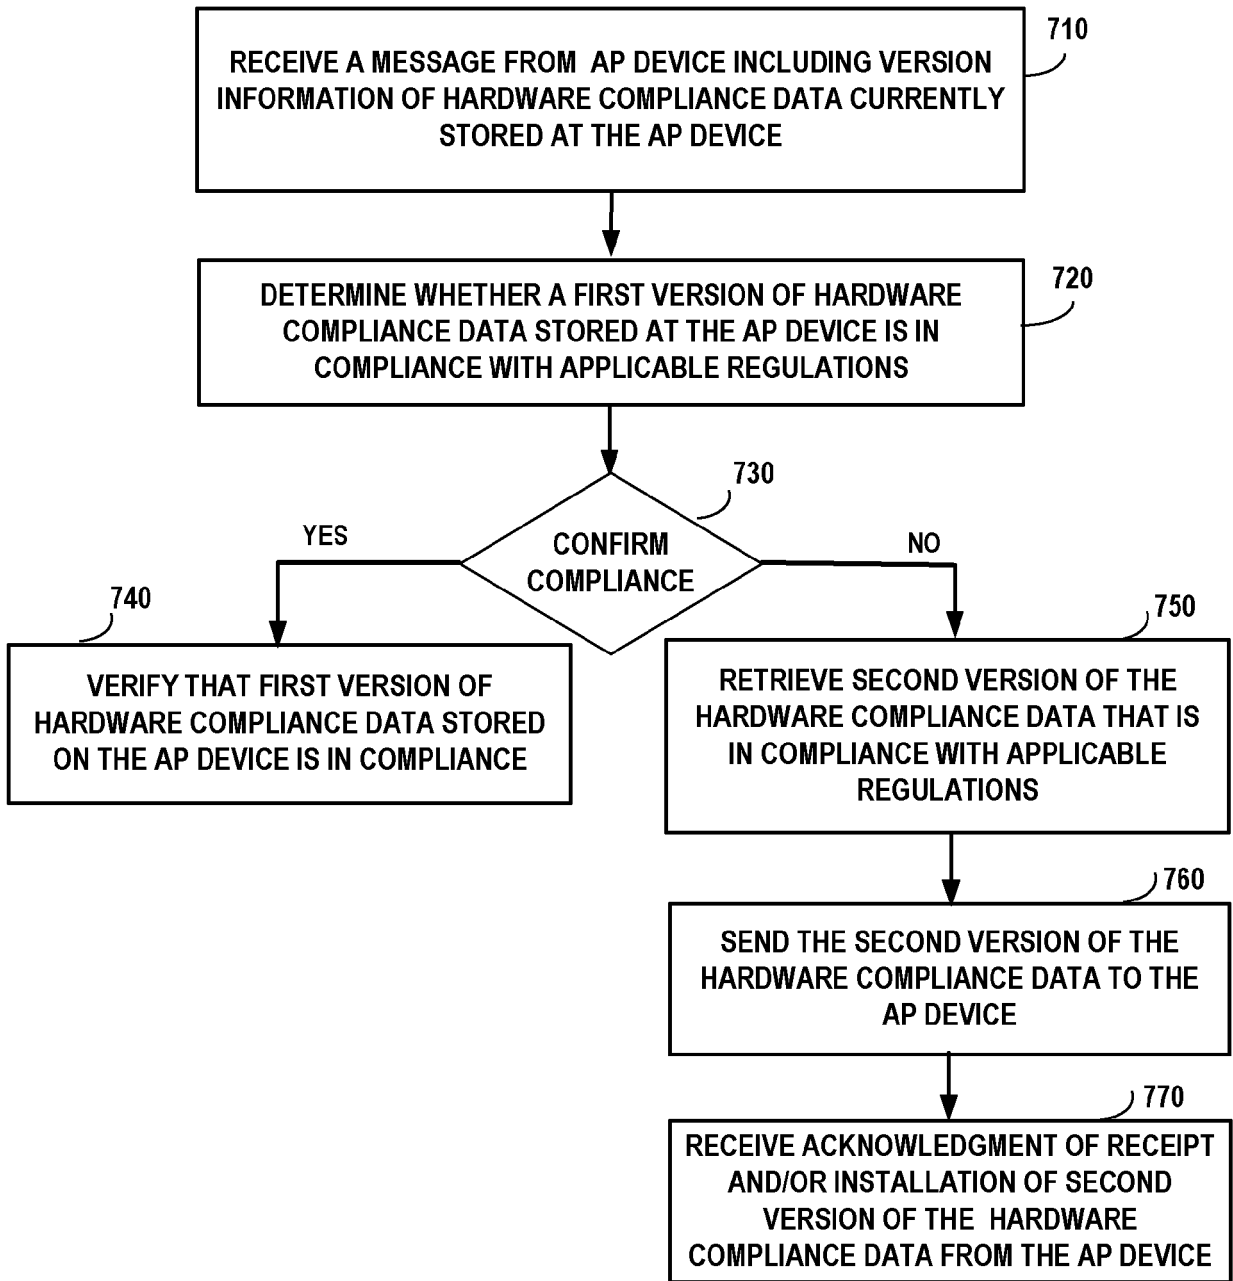 710
RECEIVE A MESSAGE FROM AP DEVICE INCLUDING VERSION
INFORMATION OF HARDWARE COMPLIANCE DATA CURRENTLY
STORED AT THE AP DEVICE
720
DETERMINE WHETHER A FIRST VERSION OF HARDWARE
COMPLIANCE DATA STORED AT THE AP DEVICE IS IN
COMPLIANCE WITH APPLICABLE REGULATIONS
730
CONFIRM
COMPLIANCE
YES
NO
740
VERIFY THAT FIRST VERSION OF
HARDWARE COMPLIANCE DATA STORED
ON THE AP DEVICE IS IN COMPLIANCE
750
RETRIEVE SECOND VERSION OF THE
HARDWARE COMPLIANCE DATA THAT IS
IN COMPLIANCE WITH APPLICABLE
REGULATIONS
760
SEND THE SECOND VERSION OF THE
HARDWARE COMPLIANCE DATA TO THE
AP DEVICE
770
RECEIVE ACKNOWLEDGMENT OF RECEIPT
AND/OR INSTALLATION OF SECOND
VERSION OF THE HARDWARE
COMPLIANCE DATA FROM THE AP DEVICE